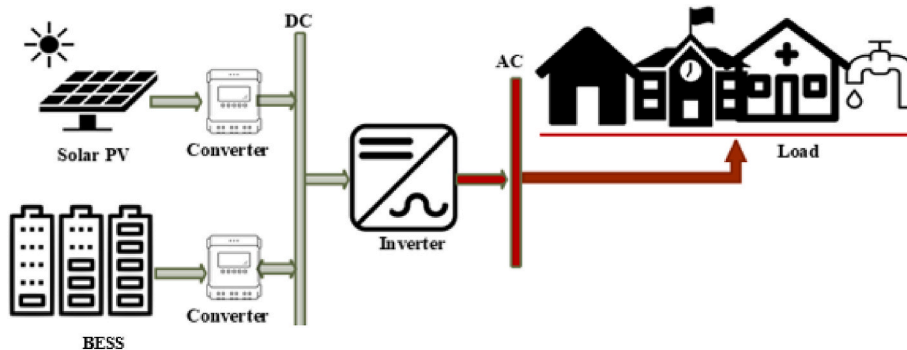 DC
AC
Solar PV
Converter
Load
Inverter
Converter
BESS